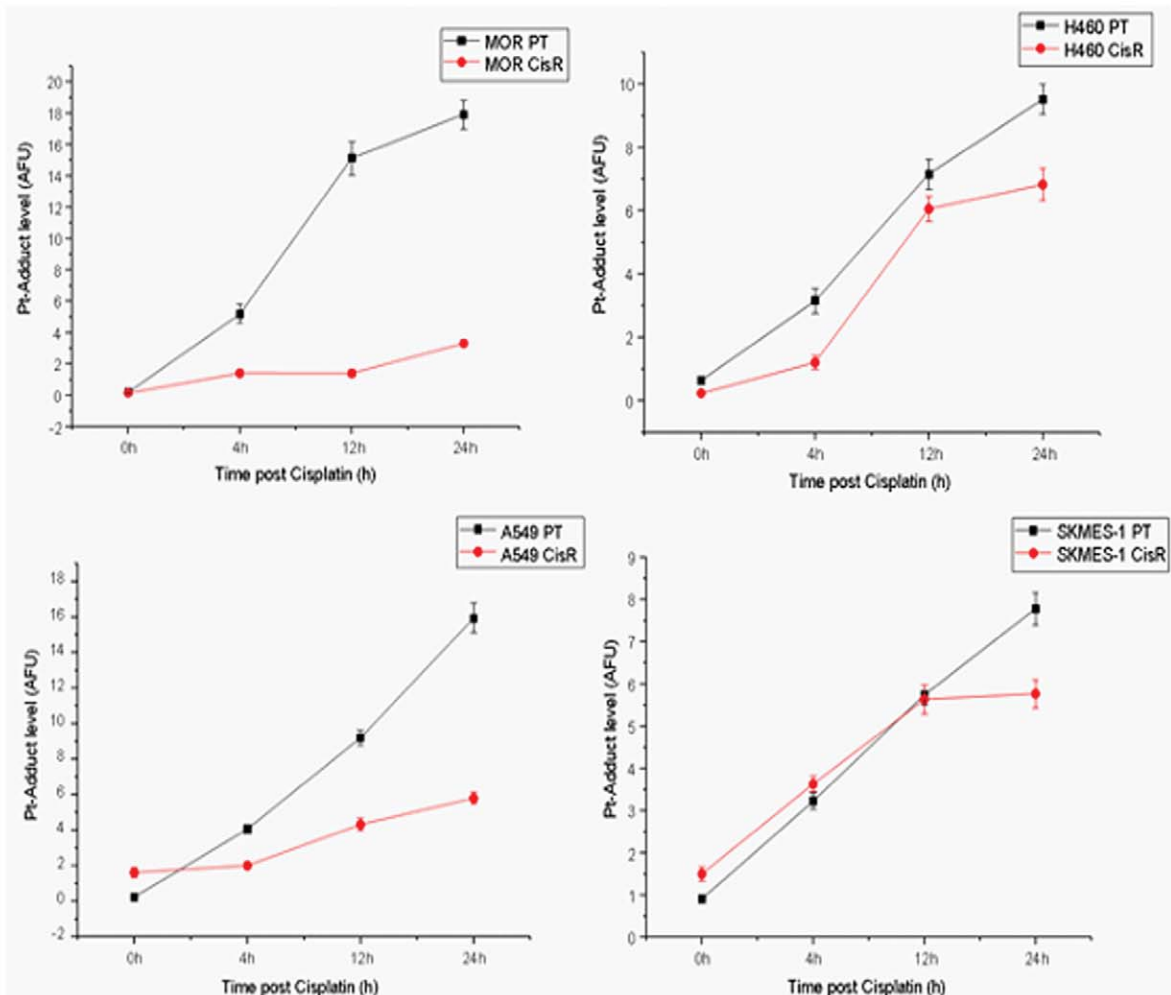 MOR PT
MOR CisR
Pt-Adduct level (AFU)
20
18
16
14
12
10
8
6
4
2
0
-2
0h 4h 12h 24h
Time post Cisplatin (h)
H460 PT
H460 CisR
Pt-Adduct level (AFU)
10
8
6
4
2
0
0h 4h 12h 24h
Time post Cisplatin (h)
A549 PT
A549 CisR
Pt-Adduct level (AFU)
18
16
14
12
10
8
6
4
2
0
-2
0h 4h 12h 24h
Time post Cisplatin (h)
SKMES-1 PT
SKMES-1 CisR
Pt-Adduct level (AFU)
9
8
7
6
5
4
3
2
1
0
0h 4h 12h 24h
Time post Cisplatin (h)